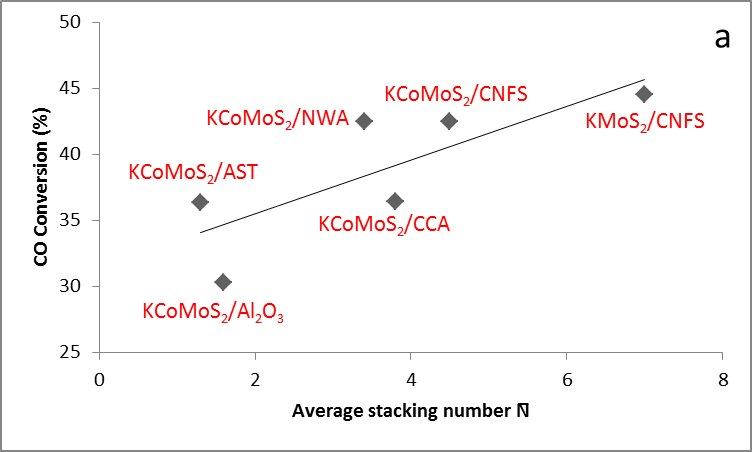 a
50
45
40
35
30
25
CO Conversion (%)
KCoMoS₂/CNFS
KCoMoS₂/NWA
KMoS₂/CNFS
KCoMoS₂/AST
KCoMoS₂/CCA
KCoMoS₂/Al₂O₃
0 2 4 6 8
Average stacking number N̄